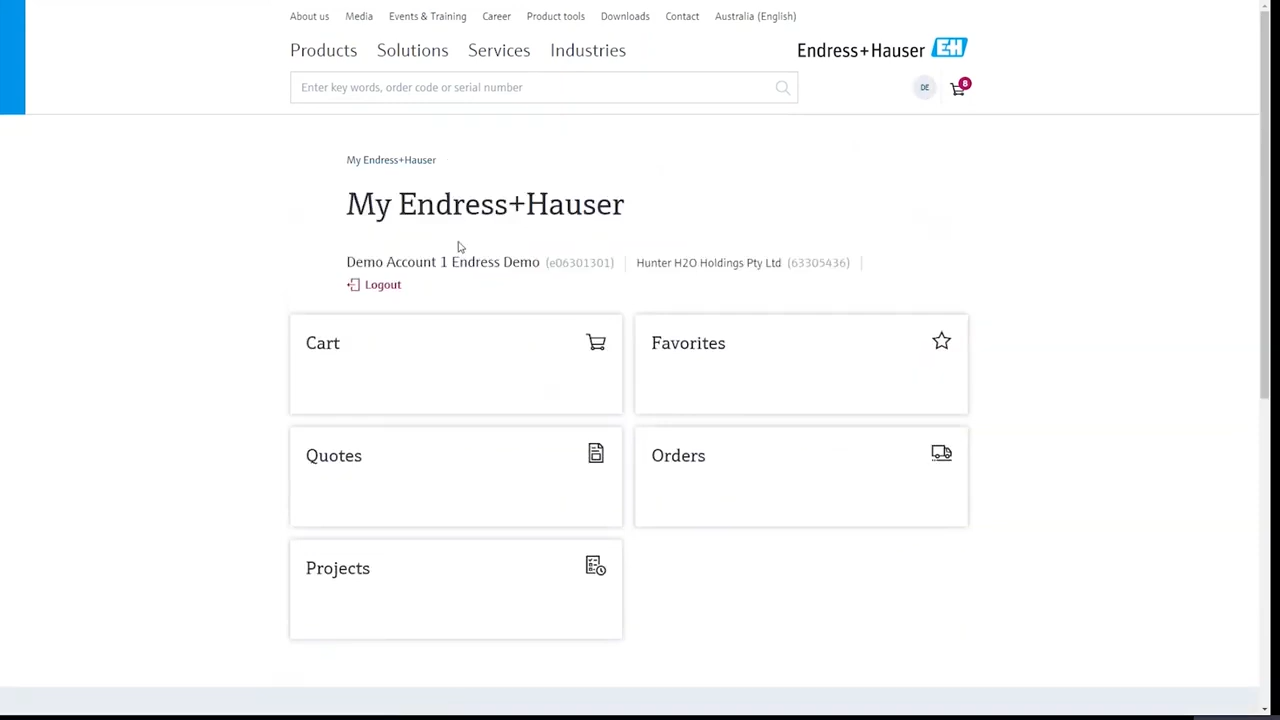 About us Media Events & Training Career Product tools Downloads Contact Australia (English)
Products Solutions Services Industries
Endress+Hauser EH
Enter key words, order code or serial number
DE
8
My Endress+Hauser
My Endress+Hauser
Demo Account 1 Endress Demo (e06301301) Hunter H2O Holdings Pty Ltd (63305436)
Logout
Cart
Favorites
Quotes
Orders
Projects